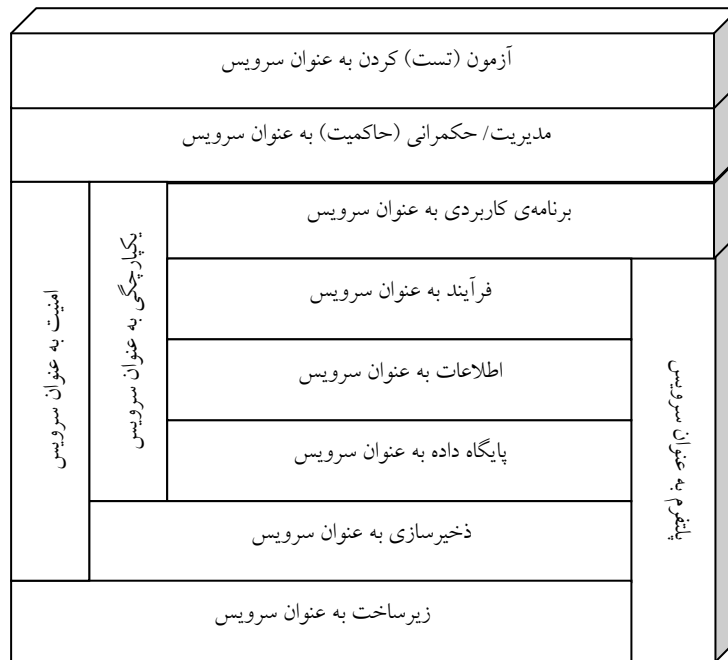 آزمون (تست) کردن به عنوان سرویس
مدیریت/ حکمرانی (حاکمیت) به عنوان سرویس
برنامه‌ی کاربردی به عنوان سرویس
فرآیند به عنوان سرویس
اطلاعات به عنوان سرویس
پایگاه داده به عنوان سرویس
پلتفرم به عنوان سرویس
یکپارچگی به عنوان سرویس
امنیت به عنوان سرویس
ذخیرسازی به عنوان سرویس
زیرساخت به عنوان سرویس